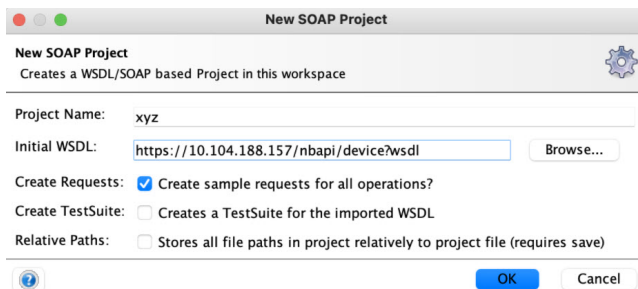 New SOAP Project
New SOAP Project
Creates a WSDL/SOAP based Project in this workspace
Project Name: xyz
Initial WSDL: https://10.104.188.157/nbapi/device?wsdl Browse...
Create Requests: Create sample requests for all operations?
Create TestSuite: Creates a TestSuite for the imported WSDL
Relative Paths: Stores all file paths in project relatively to project file (requires save)
? OK Cancel